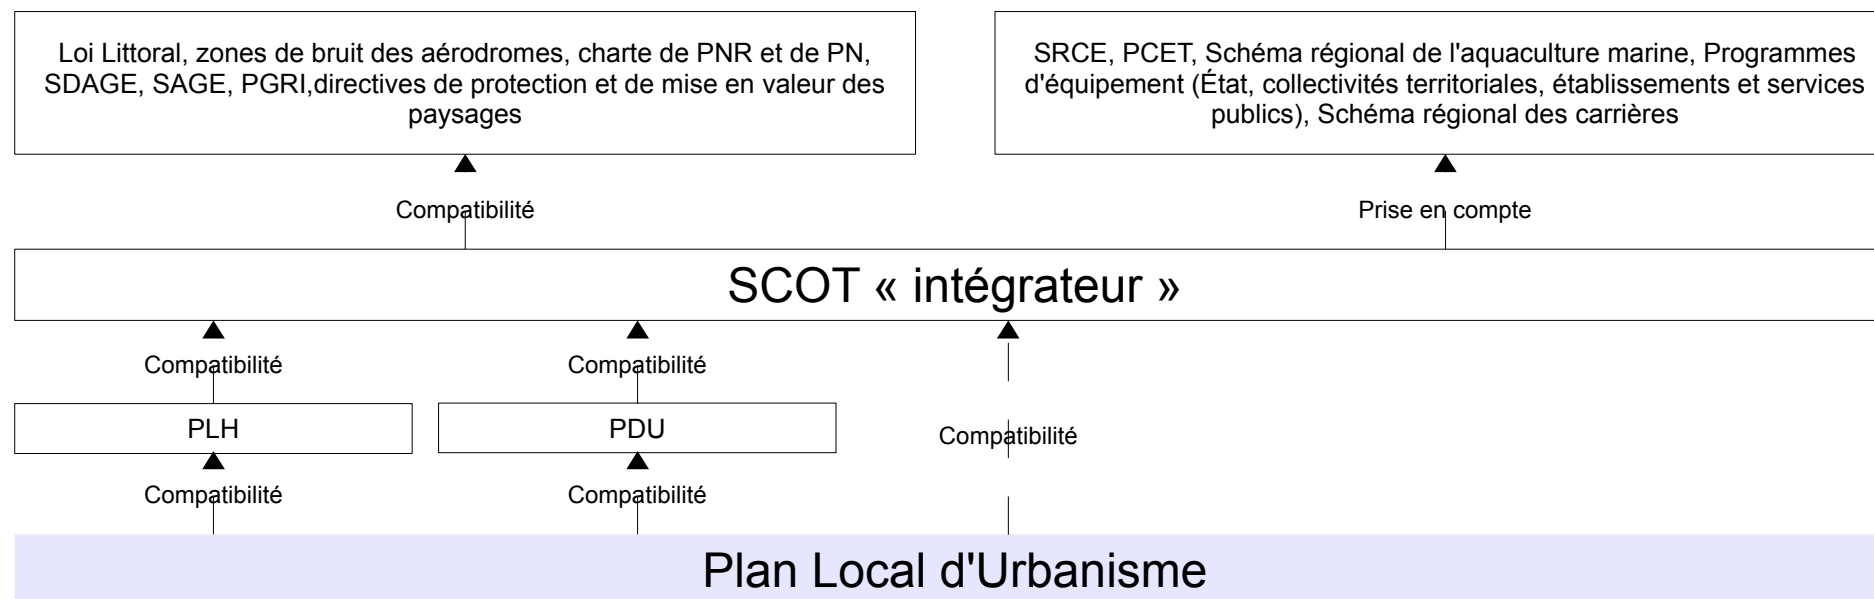 Loi Littoral, zones de bruit des aérodromes, charte de PNR et de PN,
SDAGE, SAGE, PGRI,directives de protection et de mise en valeur des
paysages
SRCE, PCET, Schéma régional de l'aquaculture marine, Programmes
d'équipement (État, collectivités territoriales, établissements et services
publics), Schéma régional des carrières
Compatibilité
Prise en compte
SCOT « intégrateur »
Compatibilité
Compatibilité
PLH
PDU
Compatibilité
Compatibilité
Compatibilité
Plan Local d'Urbanisme